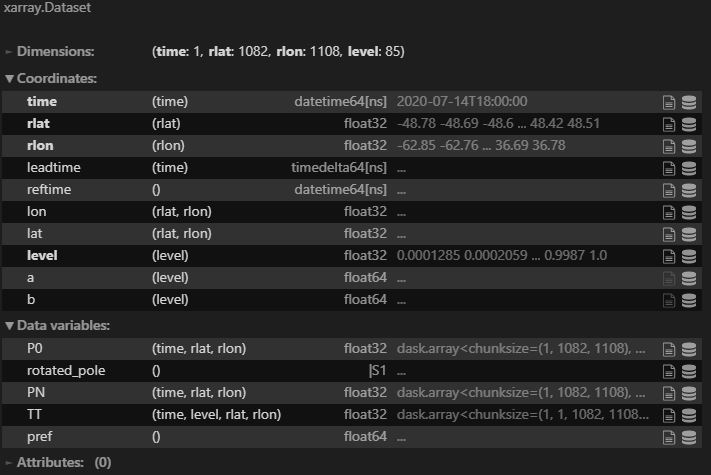 xarray.Dataset
► Dimensions: (time: 1, rlat: 1082, rlon: 1108, level: 85)
▼ Coordinates:
time (time) datetime64[ns] 2020-07-14T18:00:00
rlat (rlat) float32 -48.78 -48.69 -48.6 ... 48.42 48.51
rlon (rlon) float32 -62.85 -62.76 ... 36.69 36.78
leadtime (time) timedelta64[ns] ...
reftime () datetime64[ns] ...
lon (rlat, rlon) float32 ...
lat (rlat, rlon) float32 ...
level (level) float32 0.0001285 0.0002059 ... 0.9987 1.0
a (level) float64 ...
b (level) float64 ...
▼ Data variables:
P0 (time, rlat, rlon) float32 dask.array<chunksize=(1, 1082, 1108), ...
rotated_pole () |S1 ...
PN (time, rlat, rlon) float32 dask.array<chunksize=(1, 1082, 1108), ...
TT (time, level, rlat, rlon) float32 dask.array<chunksize=(1, 1, 1082, 1108...
pref () float64 ...
► Attributes: (0)